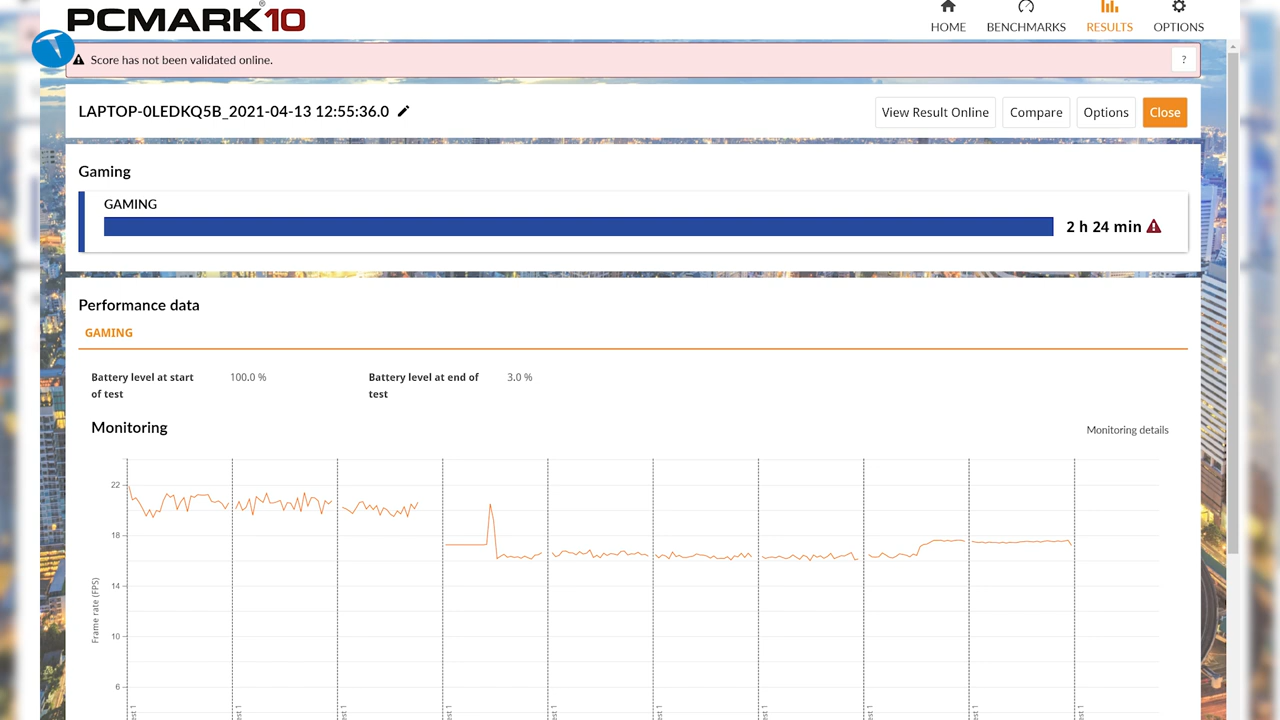 PCMARK®10
HOME BENCHMARKS RESULTS OPTIONS
Score has not been validated online.
?
LAPTOP-0LEDKQ5B_2021-04-13 12:55:36.0
View Result Online Compare Options Close
Gaming
GAMING
2 h 24 min
Performance data
GAMING
Battery level at start of test 100.0 %
Battery level at end of test 3.0 %
Monitoring
Monitoring details
Frame rate (FPS)
22
18
14
10
6